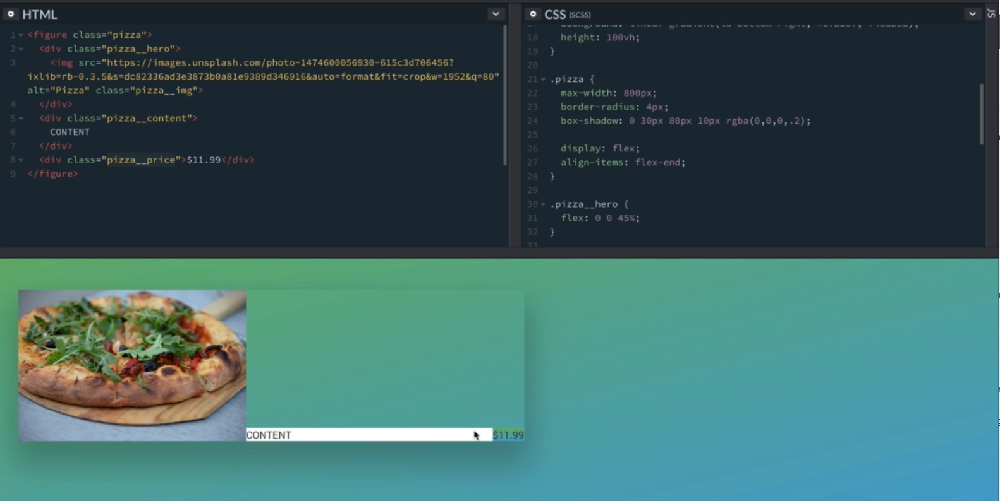 HTML
1 <figure class="pizza">
2 <div class="pizza__hero">
3 <img src="https://images.unsplash.com/photo-1474600056930-615c3d706456?
ixlib=rb-0.3.5&s=dc82336ad3e3873b0a81e9389d346916&auto=format&fit=crop&w=1952&q=80"
alt="Pizza" class="pizza__img">
4 </div>
5 <div class="pizza__content">
6 CONTENT
7 </div>
8 <div class="pizza__price">$11.99</div>
9 </figure>
CSS (SCSS)
JS
18 height: 100vh;
19 }
20
21 .pizza {
22 max-width: 800px;
23 border-radius: 4px;
24 box-shadow: 0 30px 80px 10px rgba(0,0,0,.2);
25
26 display: flex;
27 align-items: flex-end;
28 }
29
30 .pizza__hero {
31 flex: 0 0 45%;
32 }
33
CONTENT
$11.99